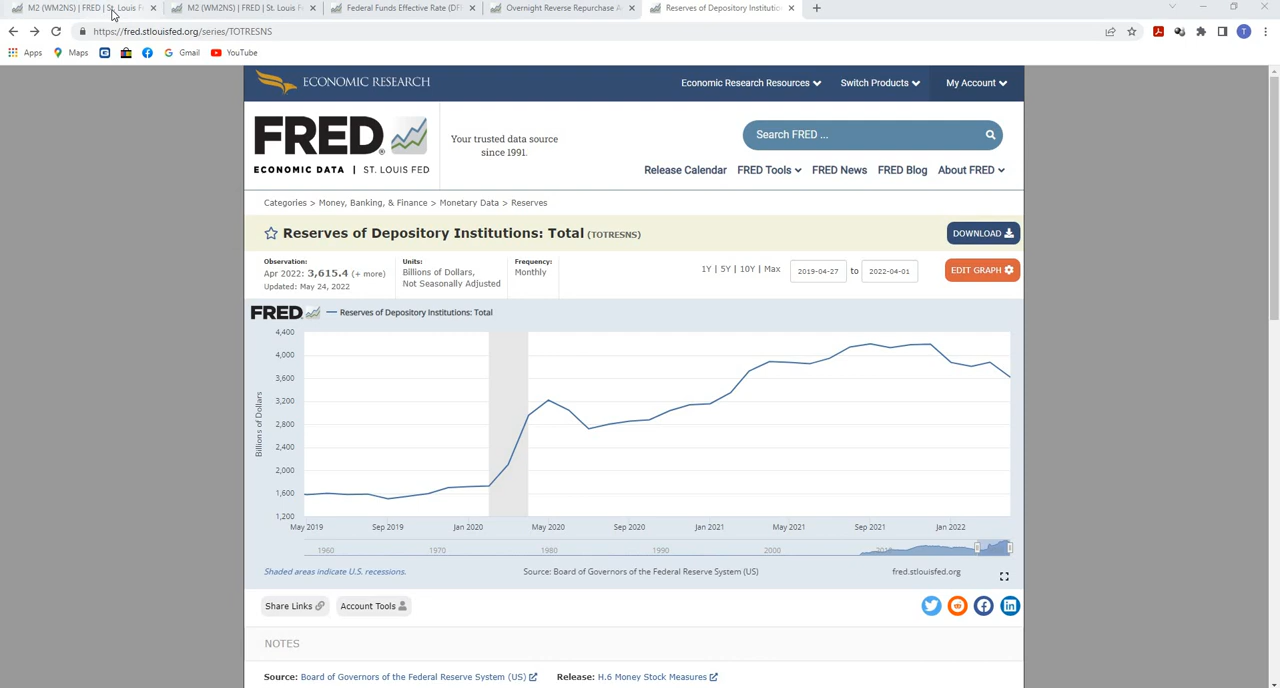 M2 (WM2NS) | FRED | St. Louis F
M2 (WM2NS) | FRED | St. Louis Fe
Federal Funds Effective Rate (DF
Overnight Reverse Repurchase A
Reserves of Depository Institutio
https://fred.stlouisfed.org/series/TOTRESNS
T
Apps
Maps
Gmail
YouTube
ECONOMIC RESEARCH
Economic Research Resources
Switch Products
My Account
FRED
ECONOMIC DATA | ST. LOUIS FED
Your trusted data source
since 1991.
Search FRED ...
Release Calendar
FRED Tools
FRED News
FRED Blog
About FRED
Categories > Money, Banking, & Finance > Monetary Data > Reserves
Reserves of Depository Institutions: Total (TOTRESNS)
DOWNLOAD
Observation:
Apr 2022: 3,615.4 (+ more)
Updated: May 24, 2022
Units:
Billions of Dollars,
Not Seasonally Adjusted
Frequency:
Monthly
1Y | 5Y | 10Y | Max
2019-04-27 to 2022-04-01
EDIT GRAPH
FRED
Reserves of Depository Institutions: Total
4,400
4,000
3,600
3,200
2,800
2,400
2,000
1,600
1,200
Billions of Dollars
May 2019
Sep 2019
Jan 2020
May 2020
Sep 2020
Jan 2021
May 2021
Sep 2021
Jan 2022
1960
1970
1980
1990
2000
Shaded areas indicate U.S. recessions.
Source: Board of Governors of the Federal Reserve System (US)
fred.stlouisfed.org
Share Links
Account Tools
NOTES
Source: Board of Governors of the Federal Reserve System (US)
Release: H.6 Money Stock Measures